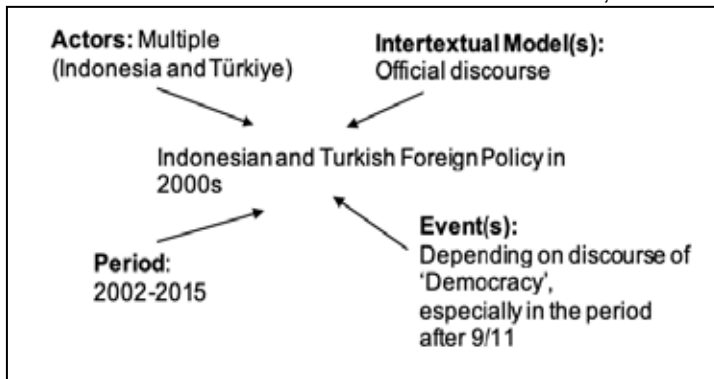 Actors: Multiple
(Indonesia and Türkiye)
Intertextual Model(s):
Official discourse
Indonesian and Turkish Foreign Policy in
2000s
Period:
2002-2015
Event(s):
Depending on discourse of
‘Democracy’,
especially in the period
after 9/11